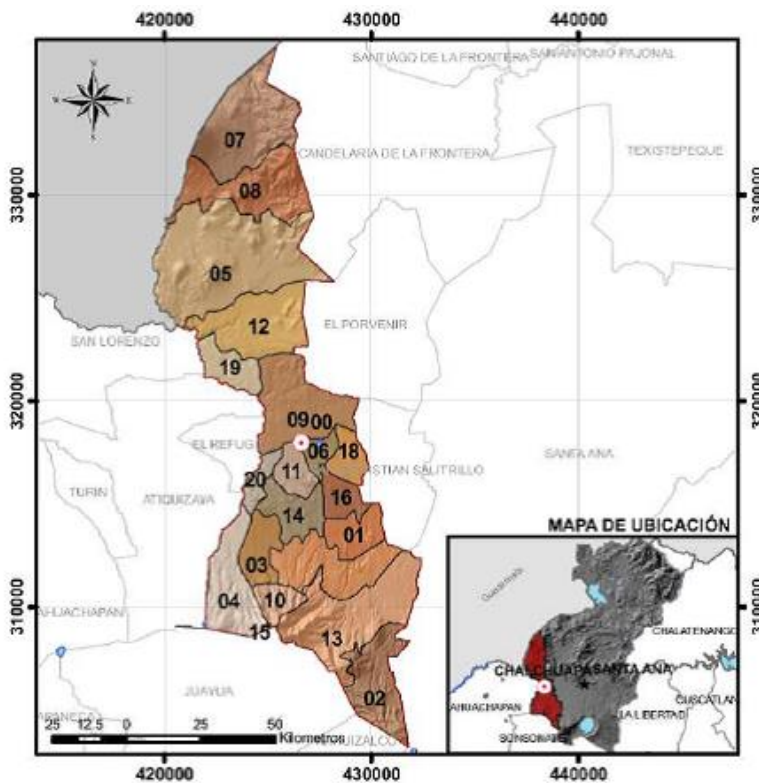 420000 430000 440000
SANTIAGO DE LA FRONTERA
SAN ANTONIO PAJONAL
N
W E
S
07
CANDELARIA DE LA FRONTERA
TEXISTEPEQUE
330000 08 330000
05
12
EL PORVENIR
SAN LORENZO
19
320000 320000
09 00
EL REFUG
06 18
11
STIAN SALITRILLO
SANTA ANA
20
TURIN
ATIQUIZAYA
16
14
01
MAPA DE UBICACIÓN
03
04
10
310000 310000
AHUACHAPAN
15
13
02
JUAYUA
25 12.5 0 25 50
Kilometros
Guatemala
CHALATENANGO
CHALCHUAPA
SANTA ANA
CUSCATLAN
AHUACHAPAN
LA LIBERTAD
SONSONATE
420000 430000 440000